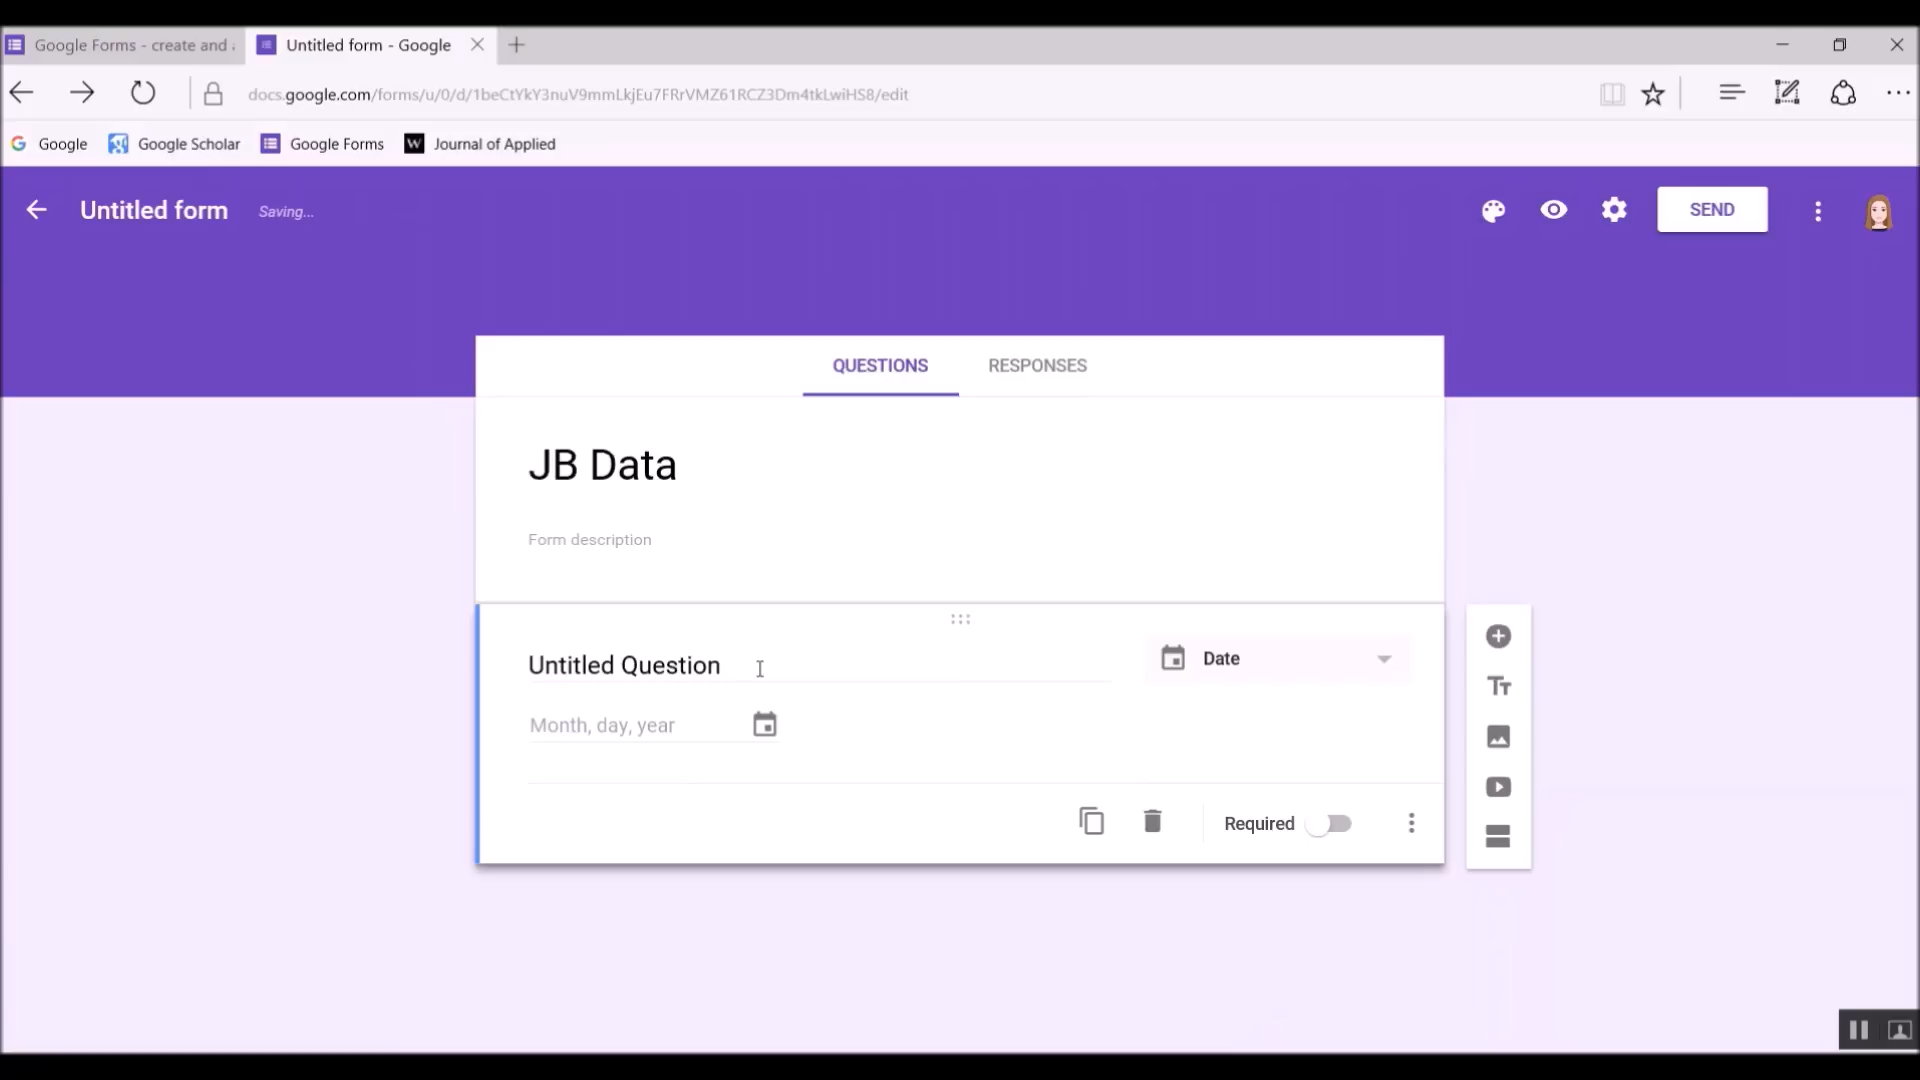 Google Forms - create and
Untitled form - Google
docs.google.com/forms/u/0/d/1beCtYkY3nuV9mmLkjEu7FRrVMZ61RCZ3Dm4tkLwiHS8/edit
Google
Google Scholar
Google Forms
W
Journal of Applied
Untitled form
Saving...
SEND
QUESTIONS
RESPONSES
JB Data
Form description
Untitled Question
Date
Month, day, year
Required